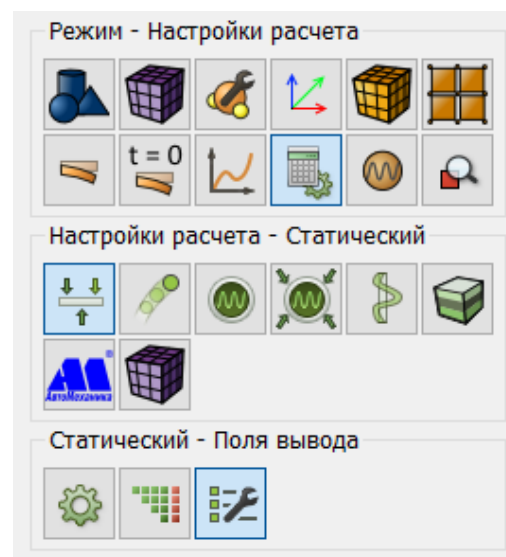 Режим - Настройки расчета
t = 0
Настройки расчета - Статический
АвтоМеханика
Статический - Поля вывода